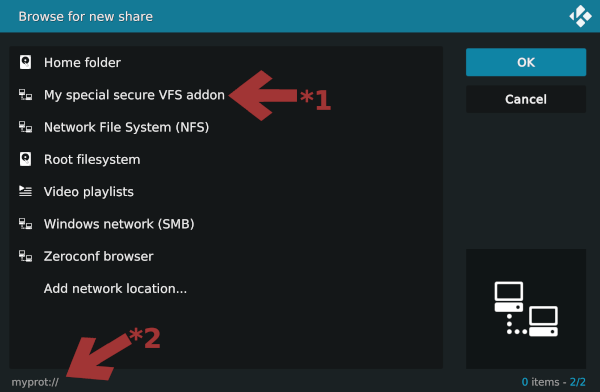 Browse for new share
Home folder
My special secure VFS addon
*1
Network File System (NFS)
Root filesystem
Video playlists
Windows network (SMB)
Zeroconf browser
Add network location...
OK
Cancel
*2
myprot://
0 items - 2/2